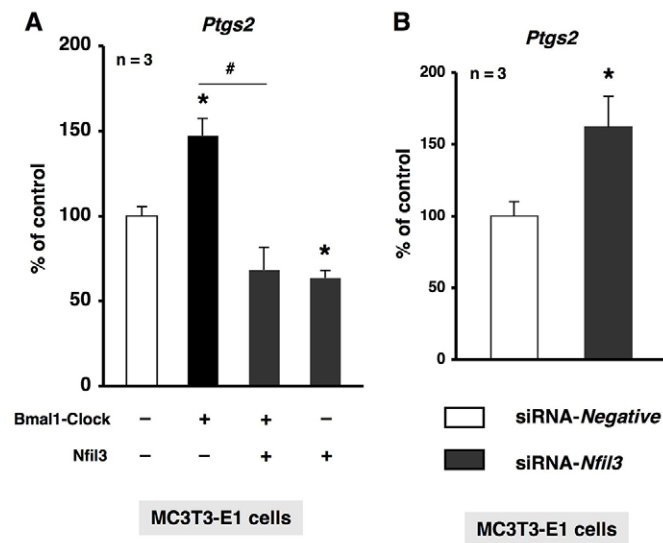 A
Ptgs2
n = 3
#
*
*
% of control
200
150
100
50
0
Bmal1-Clock – + + –
Nfil3 – – + +
MC3T3-E1 cells
B
Ptgs2
n = 3
*
% of control
200
150
100
50
0
siRNA-Negative
siRNA-Nfil3
MC3T3-E1 cells